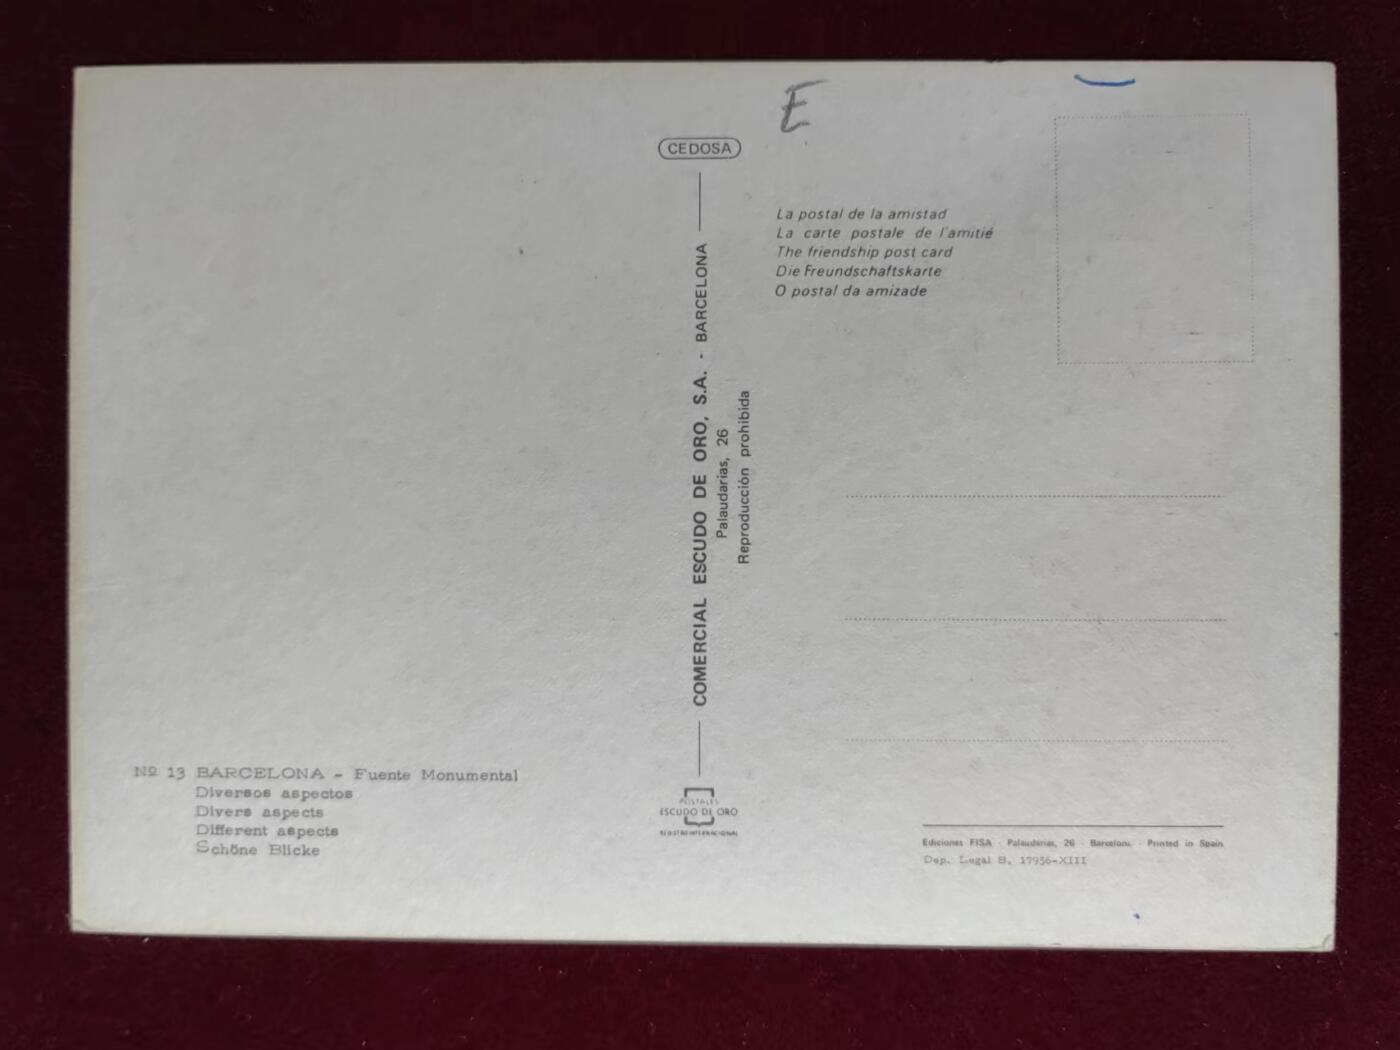 E
CEDOSA
La postal de la amistad
La carte postale de l'amitié
The friendship post card
Die Freundschaftskarte
O postal da amizade
COMERCIAL ESCUDO DE ORO, S.A. - BARCELONA
Palaudarias, 26
Reproducción prohibida
Nº 13 BARCELONA - Fuente Monumental
Diversos aspectos
Divers aspects
Different aspects
Schöne Blicke
POSTALES
ESCUDO DE ORO
REGISTRO INTERNACIONAL
Ediciones FISA - Palaudarias, 26 - Barcelona - Printed in Spain
Dep. Legal B. 17956-XIII